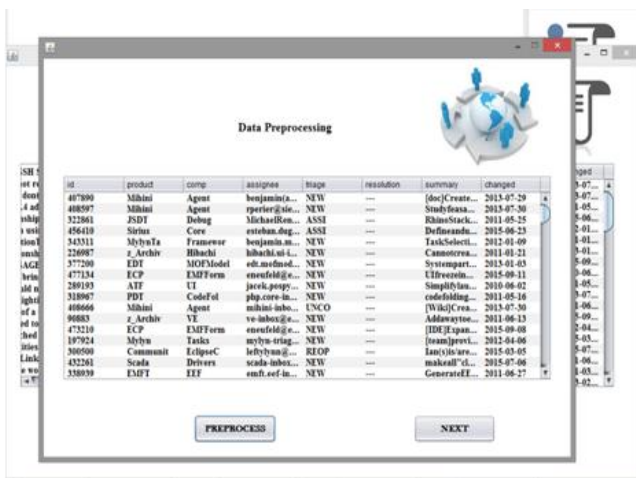 Data Preprocessing
id product comp assignee triage resolution summary changed
407890 Mihini Agent benjamin(a... NEW --- [doc]Create... 2013-07-29
408597 Mihini Agent rperier@sie... NEW --- Studyfeasa... 2013-07-30
322861 JSDT Debug MichaelRen... ASSI --- RhinoStack... 2011-05-25
456410 Sirius Core esteban.dug... ASSI --- Defineandu... 2015-06-23
343311 MylynTa Framewor benjamin.m... NEW --- TaskSelecti... 2012-01-09
226987 z_Archiv Hibachi hibachi.ui-i... NEW --- Cannotcrea... 2011-01-21
377200 EDT MOFModel edt.mofmod... NEW --- Systempart... 2013-01-03
477134 ECP EMFForm eneufeld@e... NEW --- UIfreezein... 2015-09-11
289193 ATF UI jacek.pospy... NEW --- Simplifylau... 2010-06-02
318967 PDT CodeFol php.core-in... NEW --- codefolding... 2011-05-16
408666 Mihini Agent mihini-inbo... UNCO --- [Wiki]Crea... 2013-07-30
90883 z_Archiv VE ve-inbox@e... NEW --- Addawaytoe... 2011-06-13
473210 ECP EMFForm eneufeld@e... NEW --- [IDE]Expan... 2015-09-08
197924 Mylyn Tasks mylyn-triag... NEW --- [team]provi... 2012-04-06
300500 Communit EclipseC leftylynn@... REOP --- Ian(s)is/are... 2015-03-05
432261 Scada Drivers scada-inbox... NEW --- makeall"cl... 2015-07-06
338939 EMFT EEF emft.eef-in... NEW --- GenerateEE... 2011-06-27
PREPROCESS NEXT